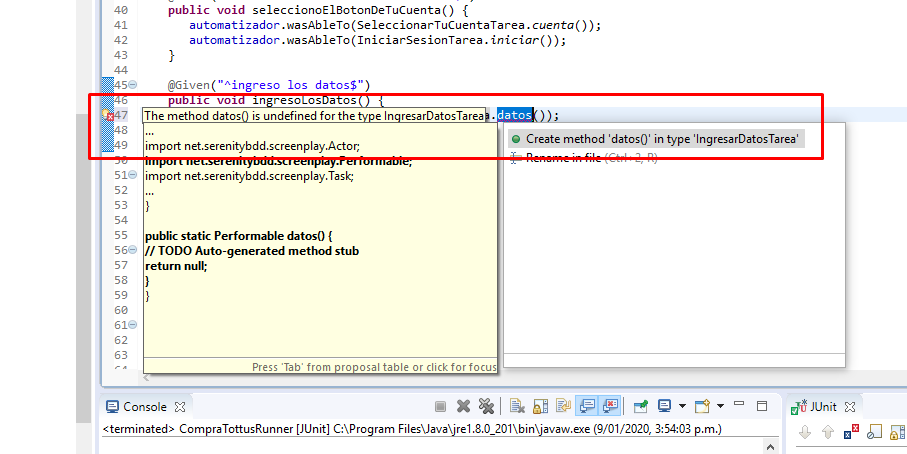 40 public void seleccionoElBotonDeTuCuenta() {
41 automatizador.wasAbleTo(SeleccionarTuCuentaTarea.cuenta());
42 automatizador.wasAbleTo(IniciarSesionTarea.iniciar());
43 }
44
45 @Given("^ingreso los datos$")
46 public void ingresoLosDatos() {
47 a.datos());
The method datos() is undefined for the type IngresarDatosTarea
48 ...
Create method 'datos()' in type 'IngresarDatosTarea'
49 import net.serenitybdd.screenplay.Actor;
50 import net.serenitybdd.screenplay.Performable;
Rename in file (Ctrl+2, R)
51 import net.serenitybdd.screenplay.Task;
52 ...
53 }
54
55 public static Performable datos() {
56 // TODO Auto-generated method stub
57 return null;
58 }
59 }
60
61
62
63
Press 'Tab' from proposal table or click for focus
Console
JUnit
<terminated> CompraTottusRunner [JUnit] C:\Program Files\Java\jre1.8.0_201\bin\javaw.exe (9/01/2020, 3:54:03 p.m.)